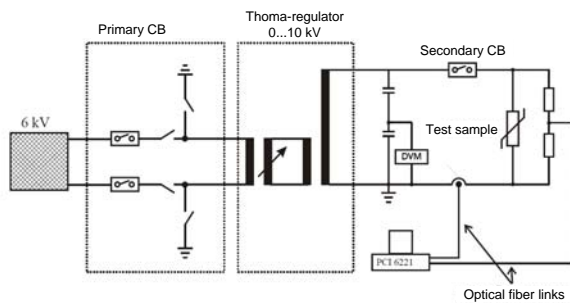 Primary CB
Thoma-regulator
0...10 kV
Secondary CB
6 kV
Test sample
DVM
PCI 6221
Optical fiber links